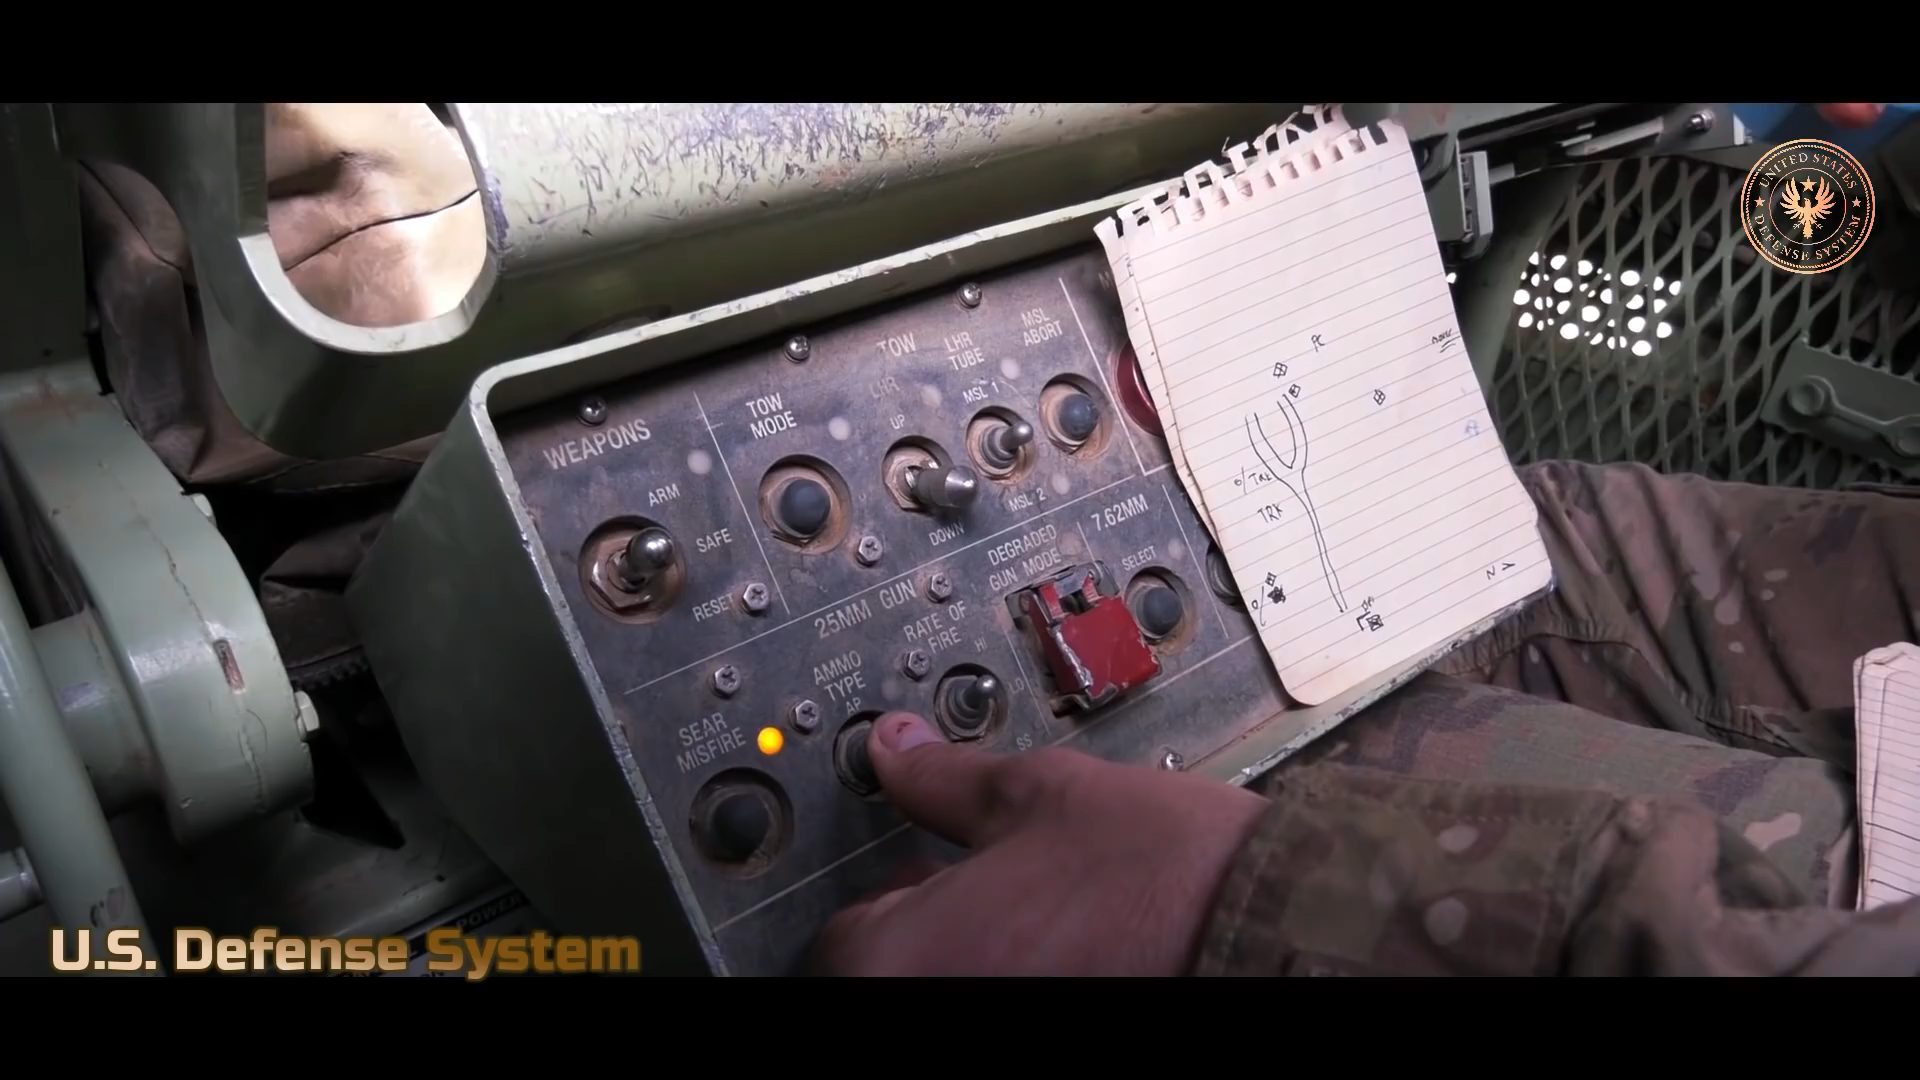 UNITED STATES
DEFENSE SYSTEM
WEAPONS
ARM
SAFE
RESET
TOW
MODE
TOW
LHR
UP
DOWN
LHR
TUBE
MSL 1
MSL 2
MSL
ABORT
25MM GUN
SEAR
MISFIRE
AMMO
TYPE
AP
RATE OF
FIRE
HI
LO
SS
DEGRADED
GUN MODE
7.62MM
SELECT
PC
TRK
N >
POWER
U.S. Defense System